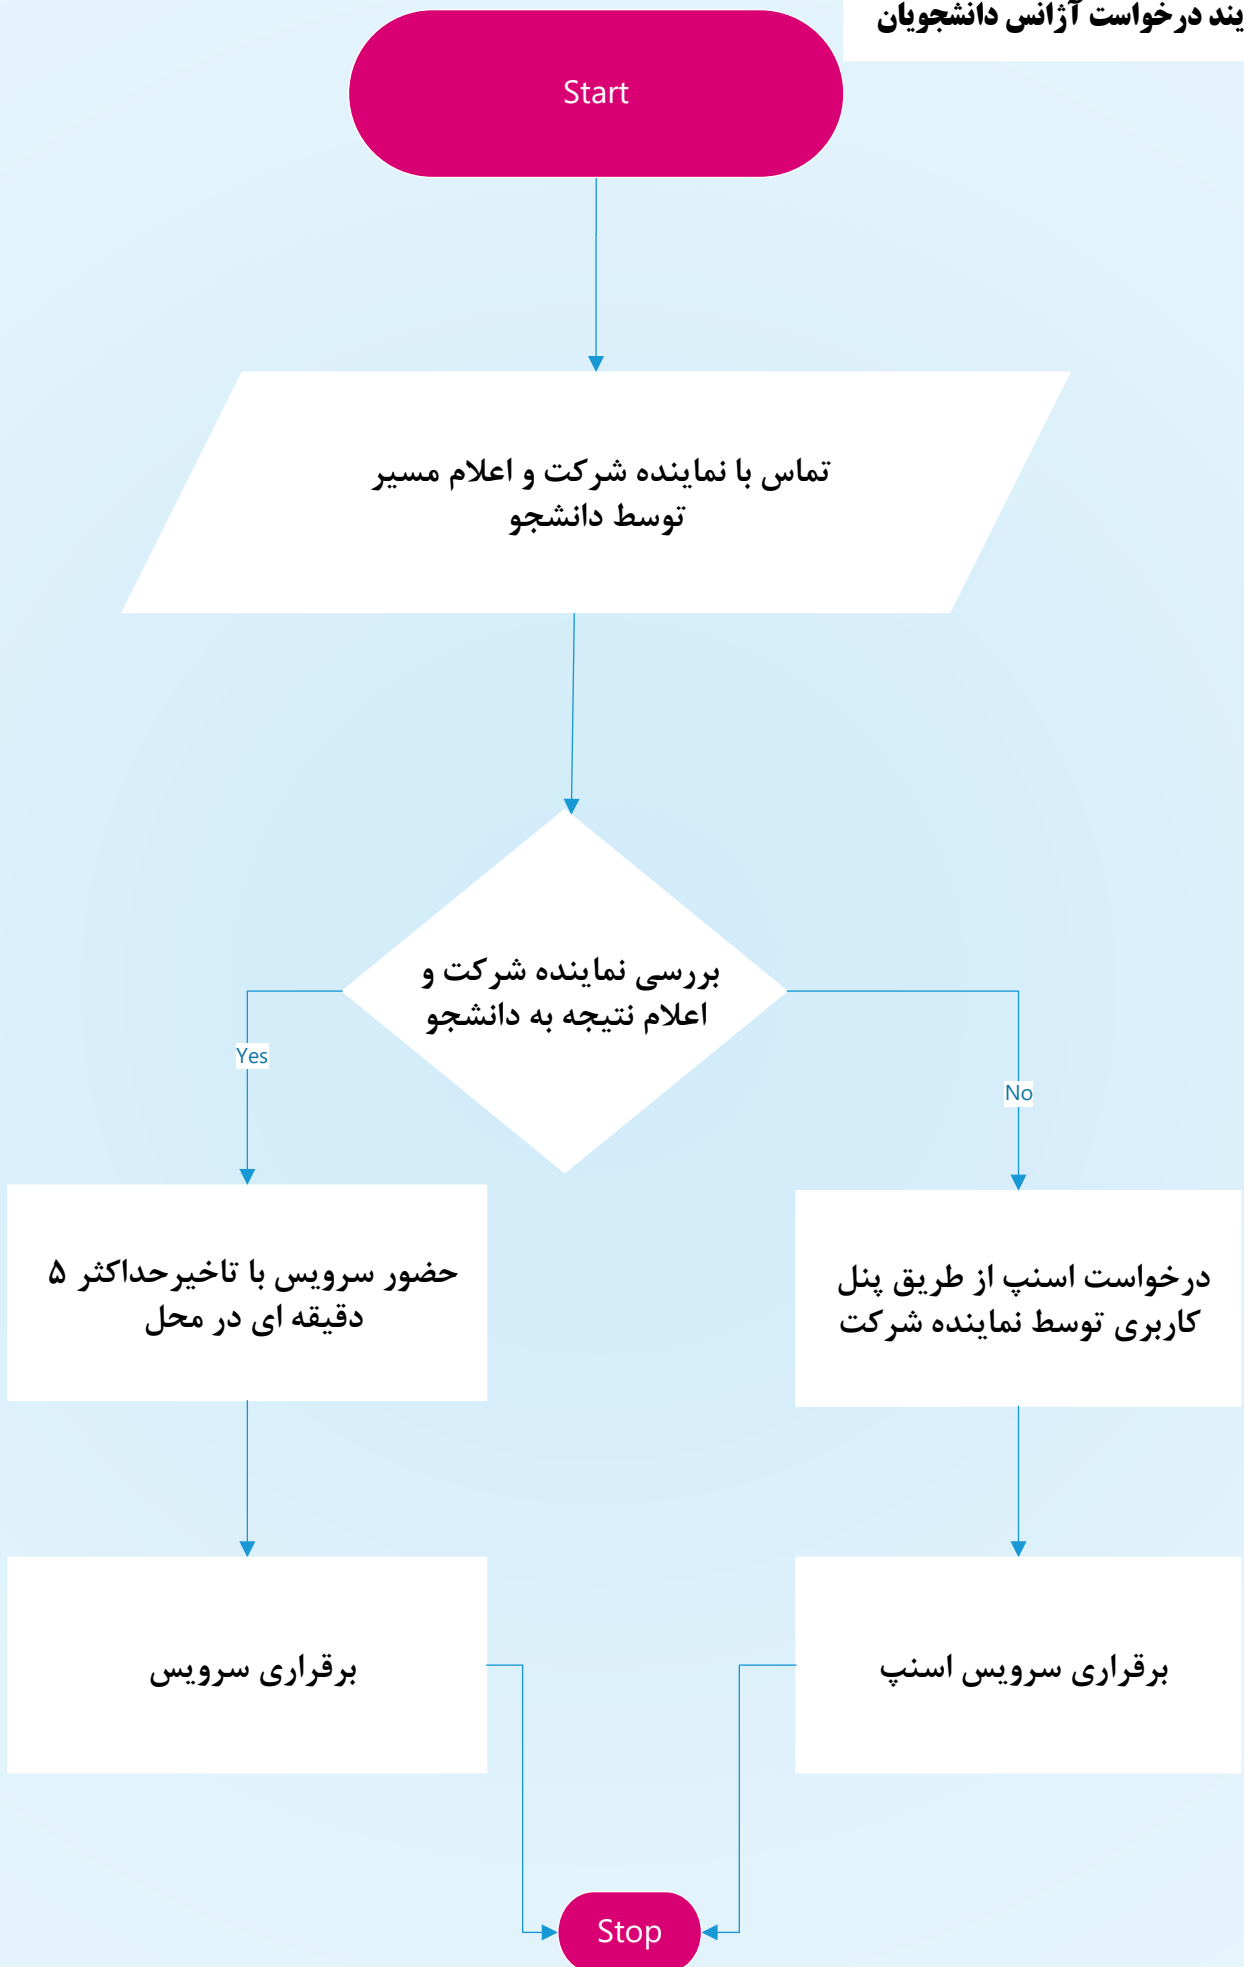 یند درخواست آژانس دانشجویان
Start
تماس با نماینده شرکت و اعلام مسیر
توسط دانشجو
بررسی نماینده شرکت و
اعلام نتیجه به دانشجو
Yes
No
حضور سرویس با تاخیرحداکثر ۵
دقیقه ای در محل
درخواست اسنپ از طریق پنل
کاربری توسط نماینده شرکت
برقراری سرویس
برقراری سرویس اسنپ
Stop